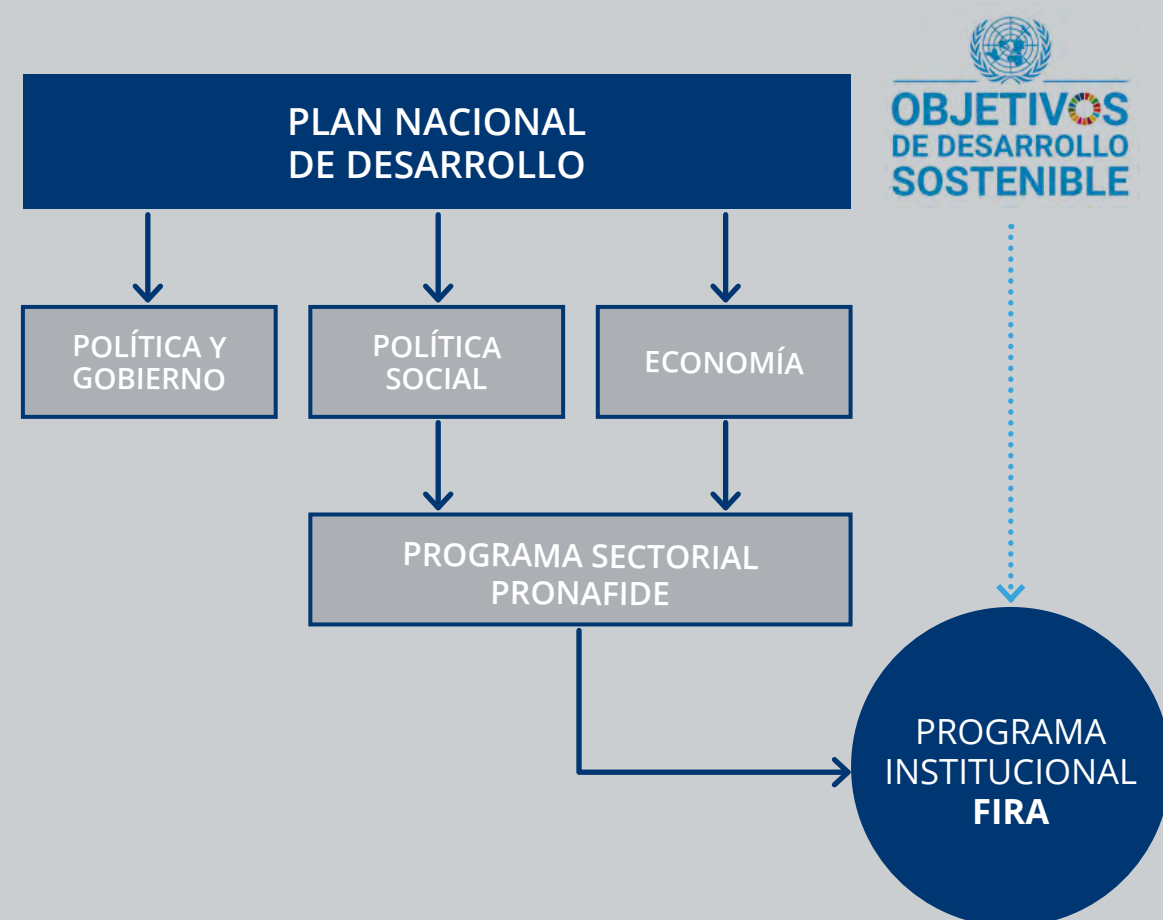 PLAN NACIONAL
DE DESARROLLO
OBJETIVOS
DE DESARROLLO
SOSTENIBLE
POLÍTICA Y
GOBIERNO
POLÍTICA
SOCIAL
ECONOMÍA
PROGRAMA SECTORIAL
PRONAFIDE
PROGRAMA
INSTITUCIONAL
FIRA